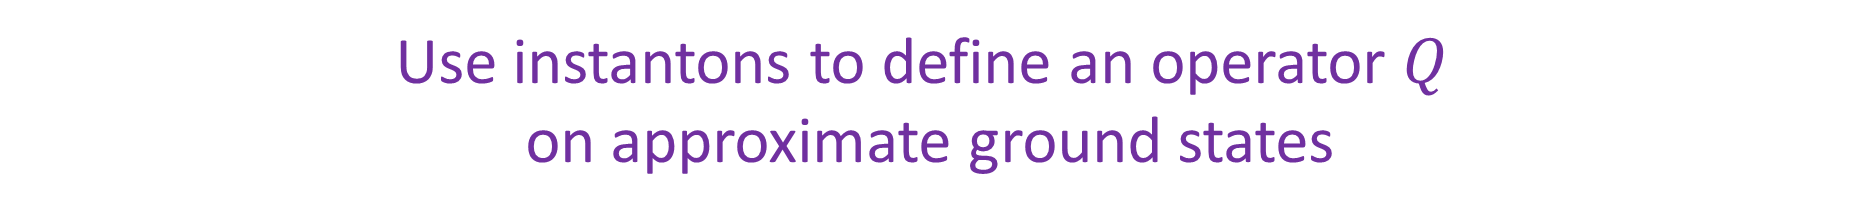 Use instantons to define an operator Q
on approximate ground states